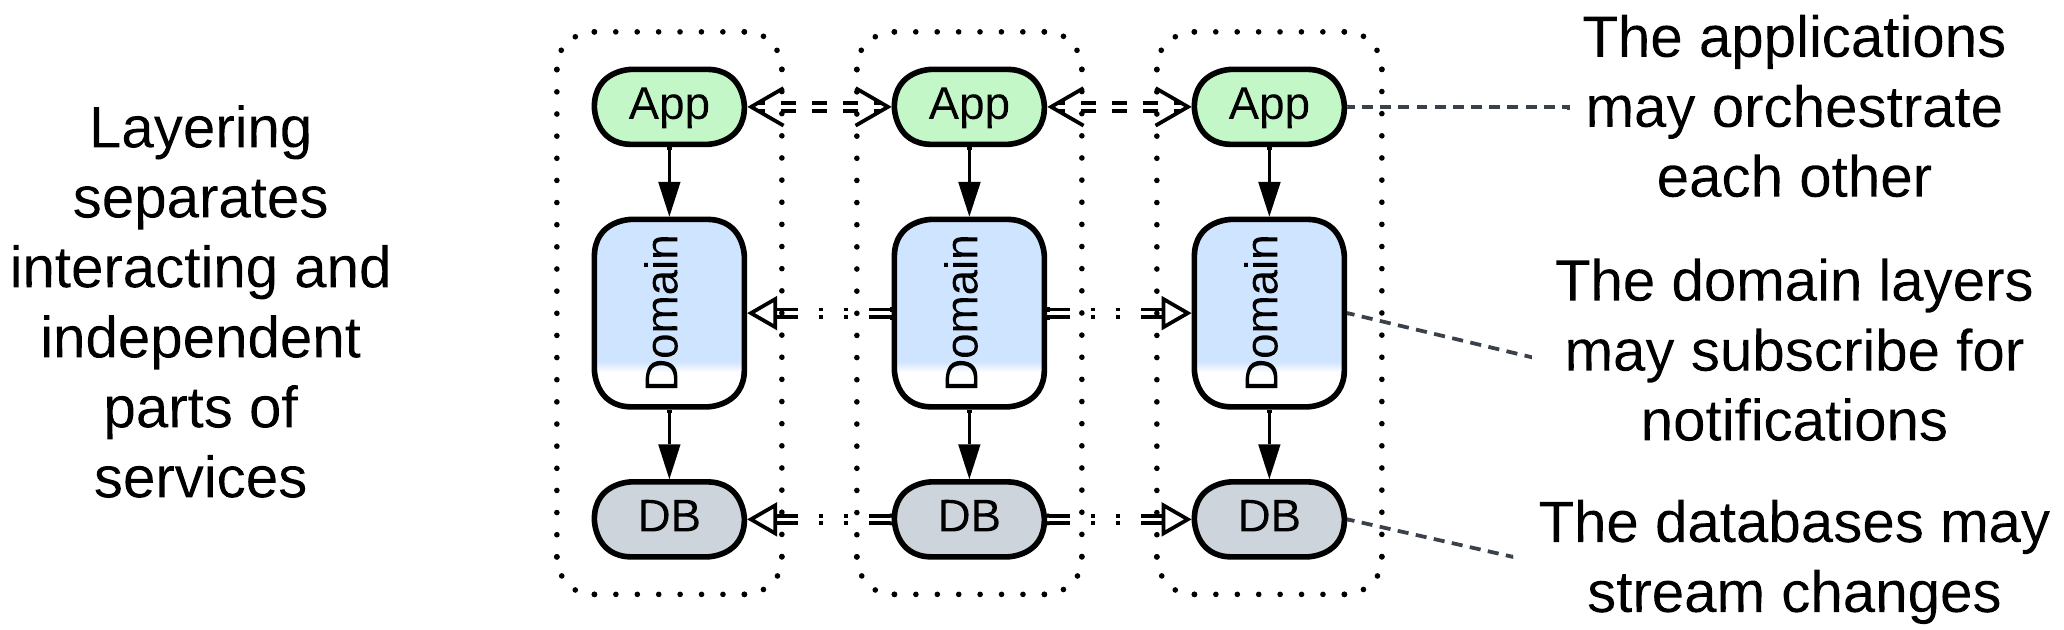 Layering
separates
interacting and
independent
parts of
services
App
App
App
Domain
Domain
Domain
DB
DB
DB
The applications
may orchestrate
each other
The domain layers
may subscribe for
notifications
The databases may
stream changes